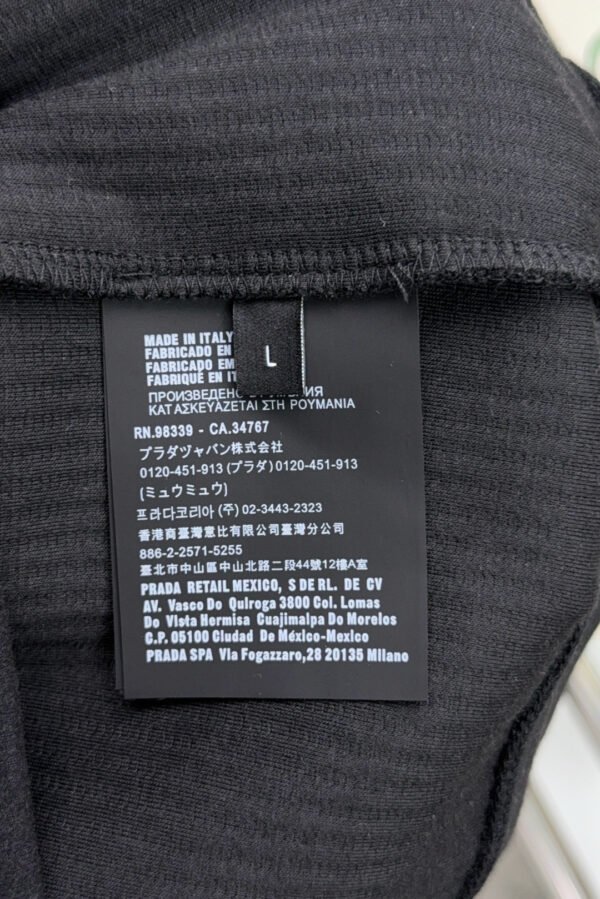 MADE IN ITALY
FABRICADO EN
FABRICADO EM
FABRIQUÉ EN
L
ΚΑΤΑΣΚΕΥΑΖΕΤΑΙ ΣΤΗ ΡΟΥΜΑΝΙΑ
RN.98339 - CA.34767
プラダジャパン株式会社
0120-451-913 (プラダ) 0120-451-913
(ミュウミュウ)
프라다코리아 (주) 02-3443-2323
香港商臺灣意比有限公司臺灣分公司
886-2-2571-5255
臺北市中山區中山北路二段44號12樓A室
PRADA RETAIL MEXICO, S DE RL. DE CV
AV. Vasco Do Quiroga 3800 Col. Lomas
Do Vista Hermisa Cuajimalpa Do Morelos
C.P. 05100 Ciudad De México-Mexico
PRADA SPA Via Fogazzaro,28 20135 Milano